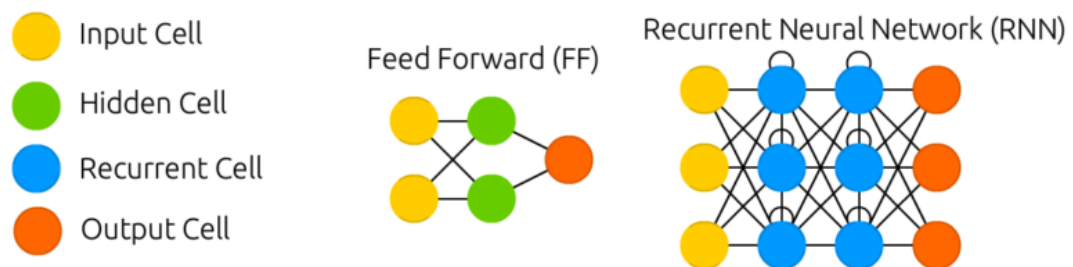 Input Cell
Hidden Cell
Recurrent Cell
Output Cell
Feed Forward (FF)
Recurrent Neural Network (RNN)